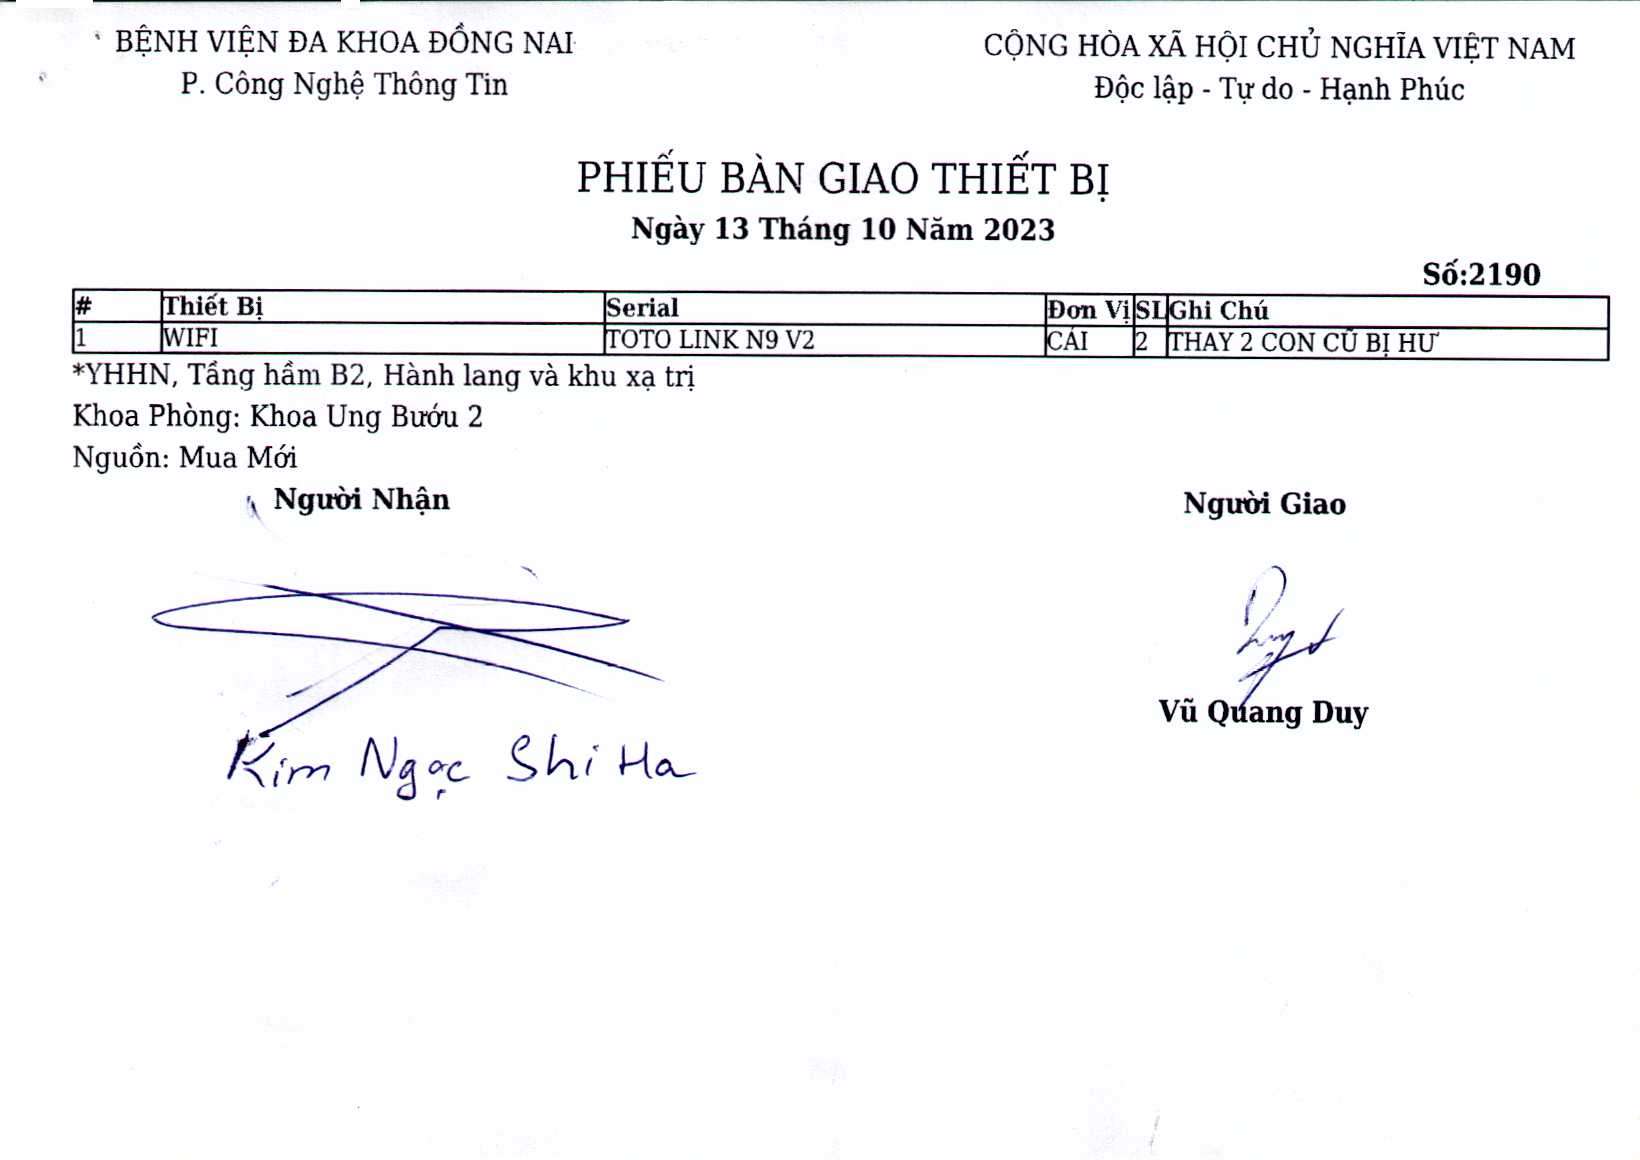 BỆNH VIỆN ĐA KHOA ĐỒNG NAI
P. Công Nghệ Thông Tin
CỘNG HÒA XÃ HỘI CHỦ NGHĨA VIỆT NAM
Độc lập - Tự do - Hạnh Phúc
PHIẾU BÀN GIAO THIẾT BỊ
Ngày 13 Tháng 10 Năm 2023
Số:2190
# Thiết Bị Serial Đơn Vị SL Ghi Chú
1 WIFI TOTO LINK N9 V2 CÁI 2 THAY 2 CON CŨ BỊ HƯ
*YHHN, Tầng hầm B2, Hành lang và khu xạ trị
Khoa Phòng: Khoa Ung Bướu 2
Nguồn: Mua Mới
Người Nhận Người Giao
Vũ Quang Duy
Kim Ngọc Shi Ha